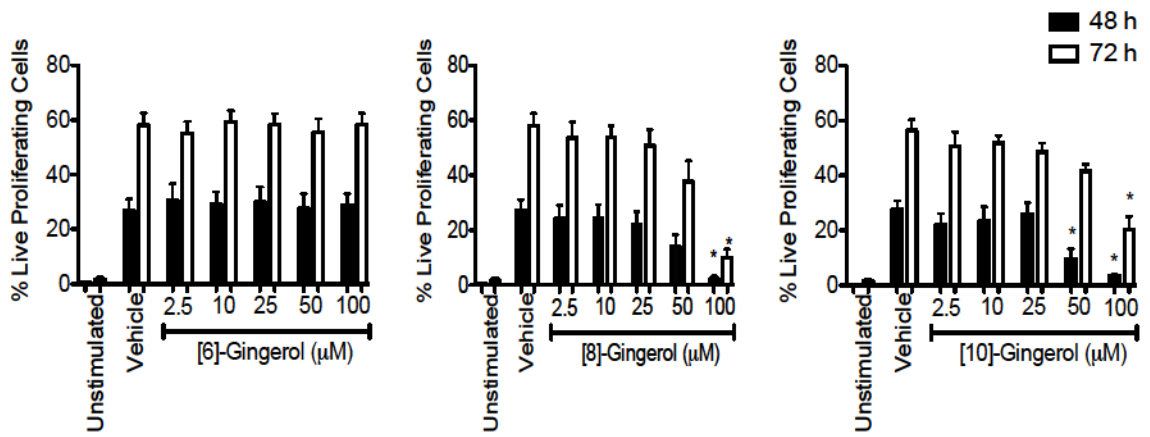 48 h
72 h
% Live Proliferating Cells
80
60
40
20
0
Unstimulated
Vehicle
2.5
10
25
50
100
[6]-Gingerol (μM)
% Live Proliferating Cells
80
60
40
20
0
Unstimulated
Vehicle
2.5
10
25
50
100
* *
[8]-Gingerol (μM)
% Live Proliferating Cells
80
60
40
20
0
Unstimulated
Vehicle
2.5
10
25
50
100
* * *
[10]-Gingerol (μM)